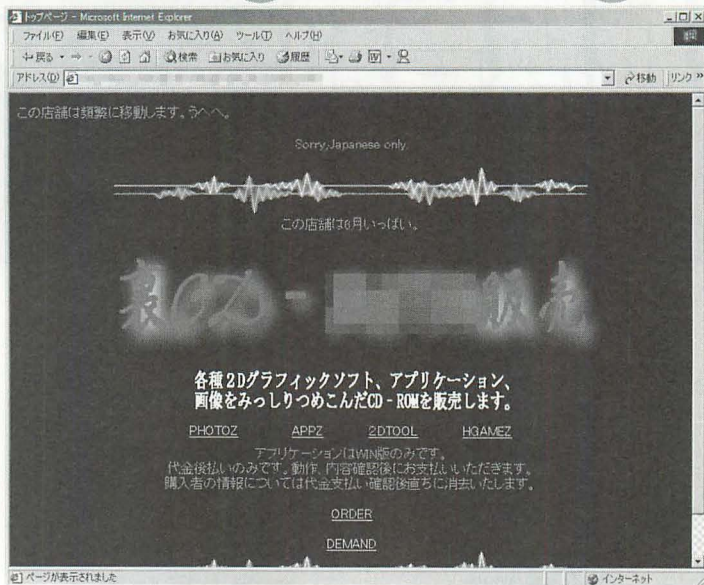 トップページ - Microsoft Internet Explorer
ファイル(F) 編集(E) 表示(V) お気に入り(A) ツール(T) ヘルプ(H)
戻る 検索 お気に入り 履歴
アドレス(D) 移動 リンク »
この店舗は頻繁に移動します。うへへ。
Sorry,Japanese only.
この店舗は6月いっぱい。
裏CD - 販売
各種2Dグラフィックソフト、アプリケーション、
画像をみっしりつめこんだCD-ROMを販売します。
PHOTOZ APPZ 2DTOOL HGAMEZ
アプリケーションはWIN版のみです。
代金後払いのみです。動作、内容確認後にお支払いいただきます。
購入者の情報については代金支払い確認後直ちに消去いたします。
ORDER
DEMAND
ページが表示されました インターネット